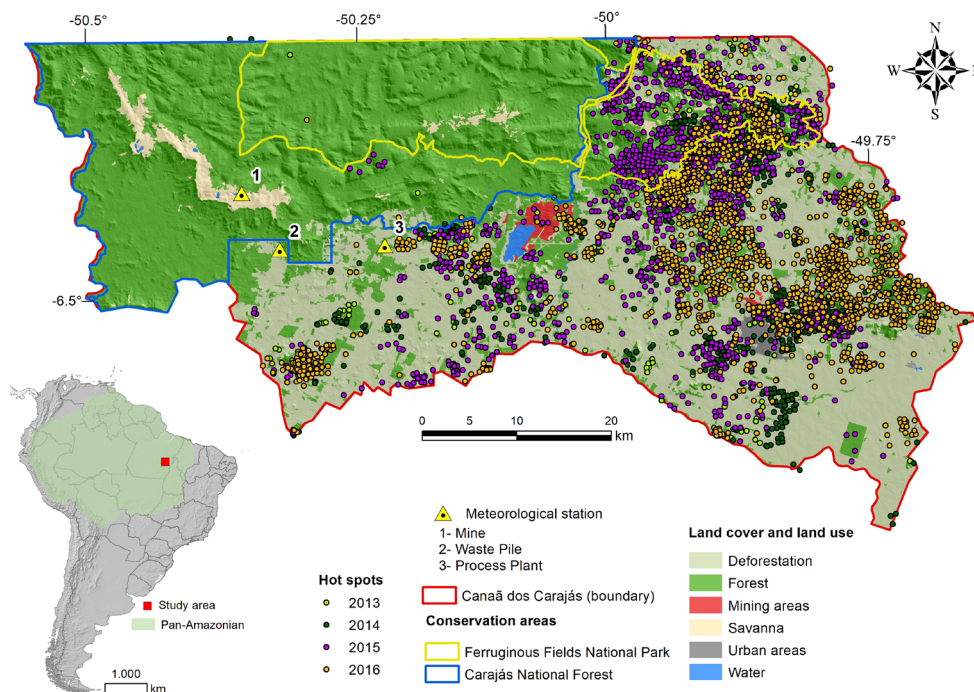 -50.5
-50.25
-50
N
W
E
S
-49.75
1
2
3
-6.5
0 5 10 20
km
Meteorological station
1- Mine
2- Waste Pile
3- Process Plant
Land cover and land use
Deforestation
Forest
Mining areas
Savanna
Urban areas
Water
Hot spots
2013
2014
2015
2016
Canaã dos Carajás (boundary)
Conservation areas
Ferruginous Fields National Park
Carajás National Forest
Study area
Pan-Amazonian
1.000
km